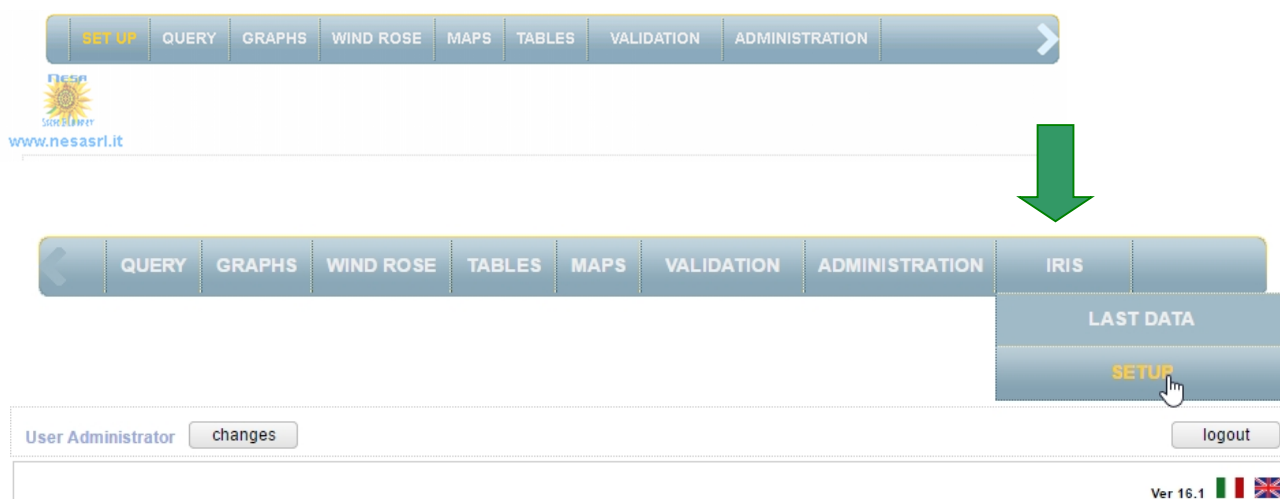 SET UP QUERY GRAPHS WIND ROSE MAPS TABLES VALIDATION ADMINISTRATION
nesa
www.nesasrl.it
QUERY GRAPHS WIND ROSE TABLES MAPS VALIDATION ADMINISTRATION IRIS
LAST DATA
SETUP
User Administrator changes logout
Ver 16.1